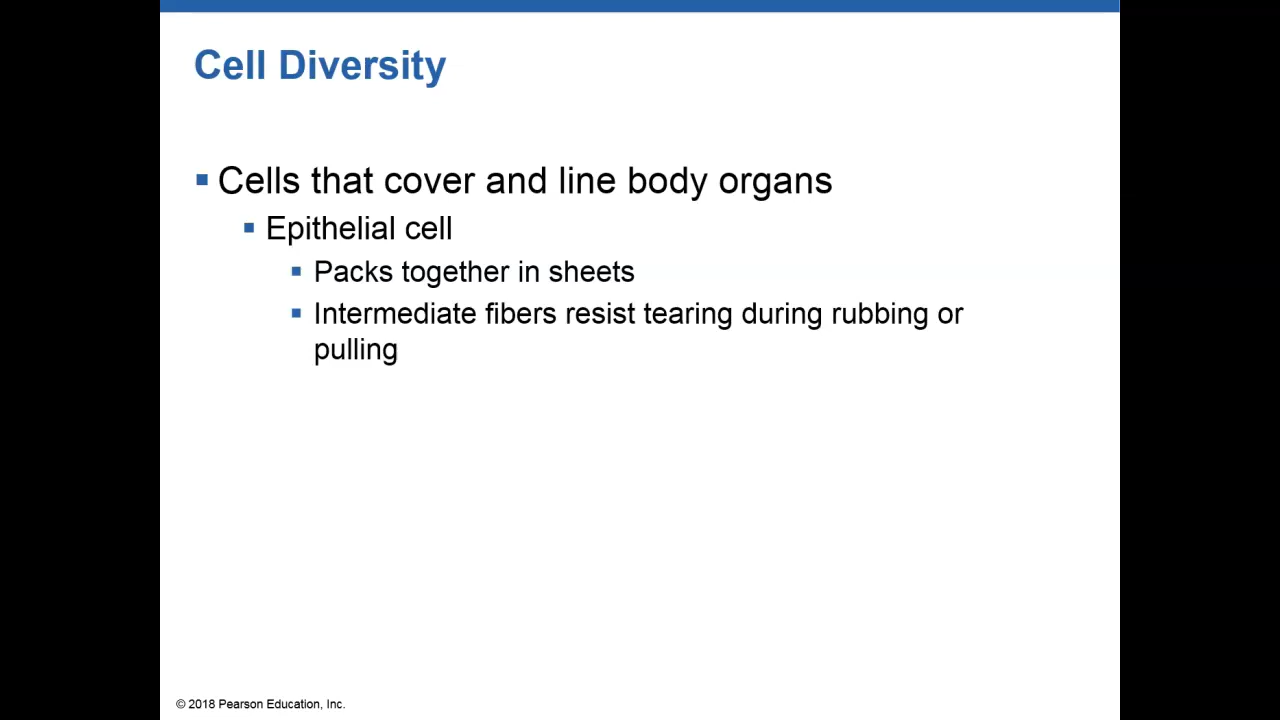 Cell Diversity
Cells that cover and line body organs
Epithelial cell
Packs together in sheets
Intermediate fibers resist tearing during rubbing or
pulling
© 2018 Pearson Education, Inc.